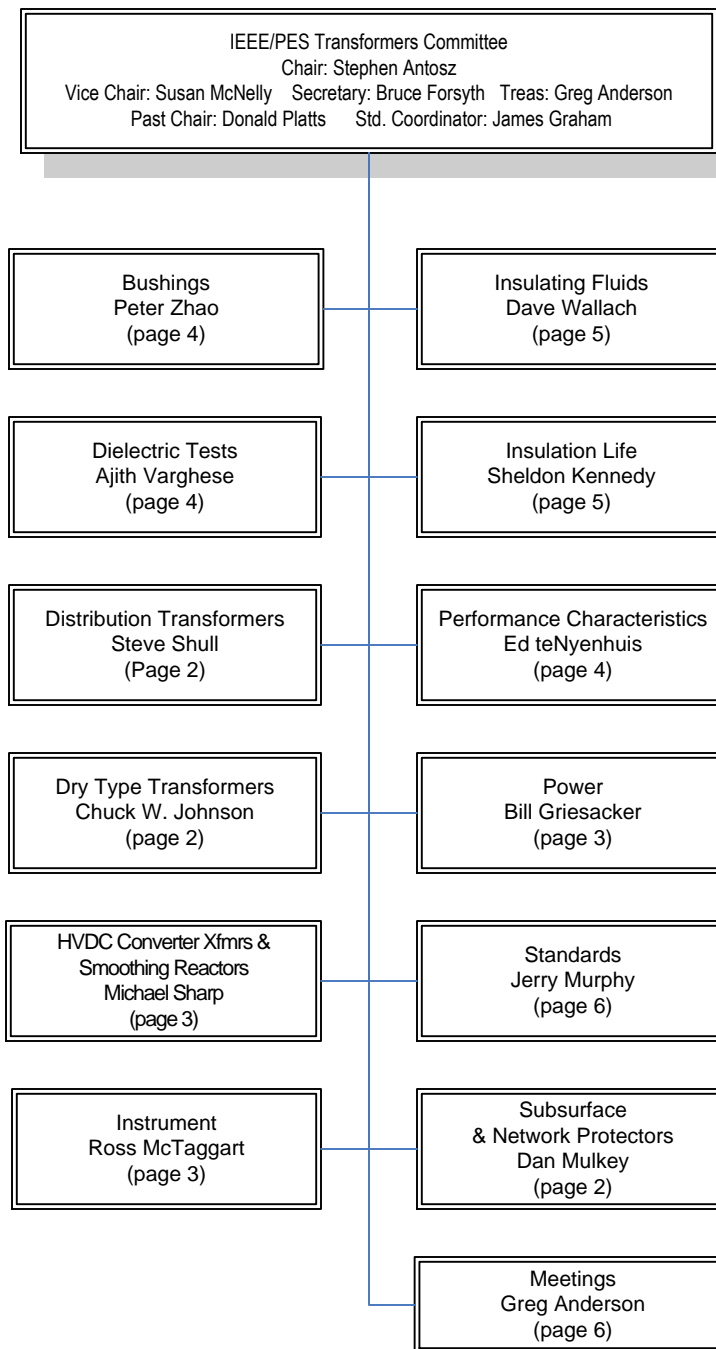 IEEE/PES Transformers Committee
Chair: Stephen Antosz
Vice Chair: Susan McNelly Secretary: Bruce Forsyth Treas: Greg Anderson
Past Chair: Donald Platts Std. Coordinator: James Graham
Bushings
Peter Zhao
(page 4)
Insulating Fluids
Dave Wallach
(page 5)
Dielectric Tests
Ajith Varghese
(page 4)
Insulation Life
Sheldon Kennedy
(page 5)
Distribution Transformers
Steve Shull
(Page 2)
Performance Characteristics
Ed teNyenhuis
(page 4)
Dry Type Transformers
Chuck W. Johnson
(page 2)
Power
Bill Griesacker
(page 3)
HVDC Converter Xfmrs &
Smoothing Reactors
Michael Sharp
(page 3)
Standards
Jerry Murphy
(page 6)
Instrument
Ross McTaggart
(page 3)
Subsurface
& Network Protectors
Dan Mulkey
(page 2)
Meetings
Greg Anderson
(page 6)